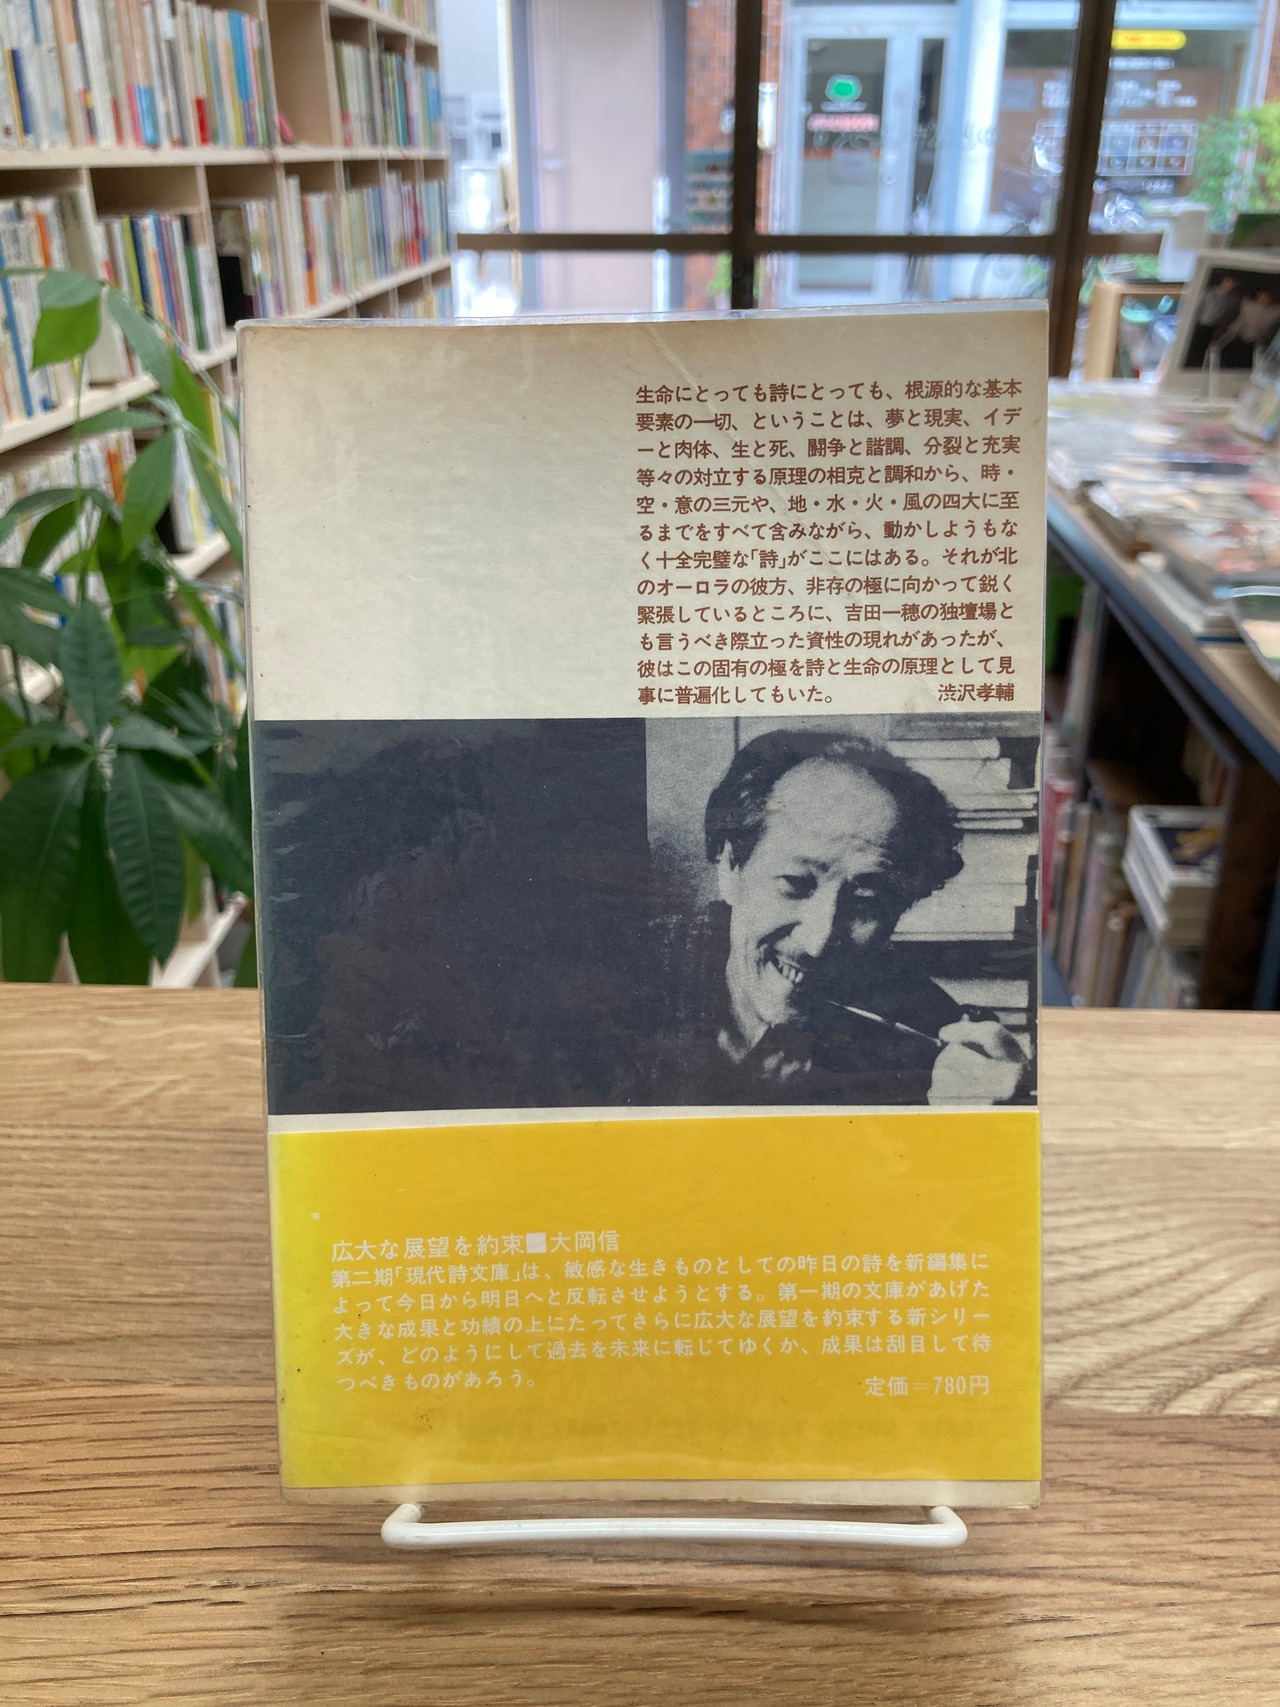 生命にとっても詩にとっても、根源的な基本
要素の一切、ということは、夢と現実、イデ
ーと肉体、生と死、闘争と諧調、分裂と充実
等々の対立する原理の相克と調和から、時・
空・意の三元や、地・水・火・風の四大に至
るまでをすべて含みながら、動かしようもな
く十全完璧な「詩」がここにはある。それが北
のオーロラの彼方、非存の極に向かって鋭く
緊張しているところに、吉田一穂の独壇場と
も言うべき際立った資性の現れがあったが、
彼はこの固有の極を詩と生命の原理として見
事に普遍化してもいた。 渋沢孝輔
広大な展望を約束■大岡信
第二期「現代詩文庫」は、敏感な生きものとしての昨日の詩を新編集に
よって今日から明日へと反転させようとする。第一期の文庫があげた
大きな成果と功績の上にたってさらに広大な展望を約束する新シリー
ズが、どのようにして過去を未来に転じてゆくか、成果は刮目して待
つべきものがあろう。
定価=780円